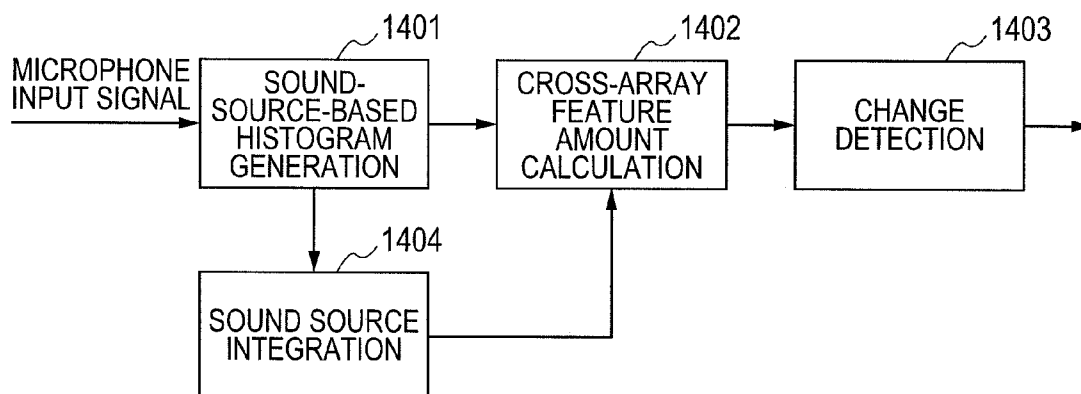 1401
1402
1403
MICROPHONE
INPUT SIGNAL
SOUND-
SOURCE-BASED
HISTOGRAM
GENERATION
CROSS-ARRAY
FEATURE
AMOUNT
CALCULATION
CHANGE
DETECTION
1404
SOUND SOURCE
INTEGRATION